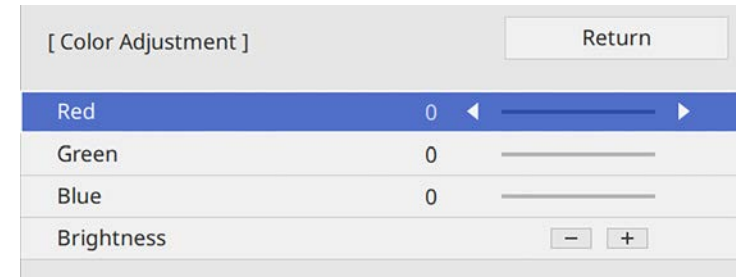 [ Color Adjustment ] Return
Red 0
Green 0
Blue 0
Brightness − +